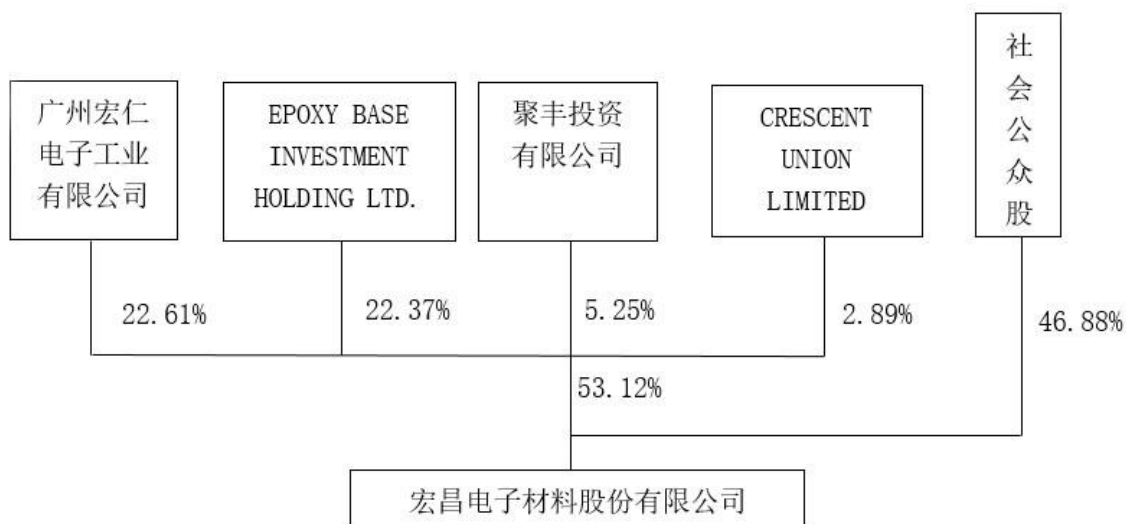 社
会
公
众
股
广州宏仁
电子工业
有限公司
EPOXY BASE
INVESTMENT
HOLDING LTD.
聚丰投资
有限公司
CRESCENT
UNION
LIMITED
22.61%
22.37%
5.25%
2.89%
46.88%
53.12%
宏昌电子材料股份有限公司